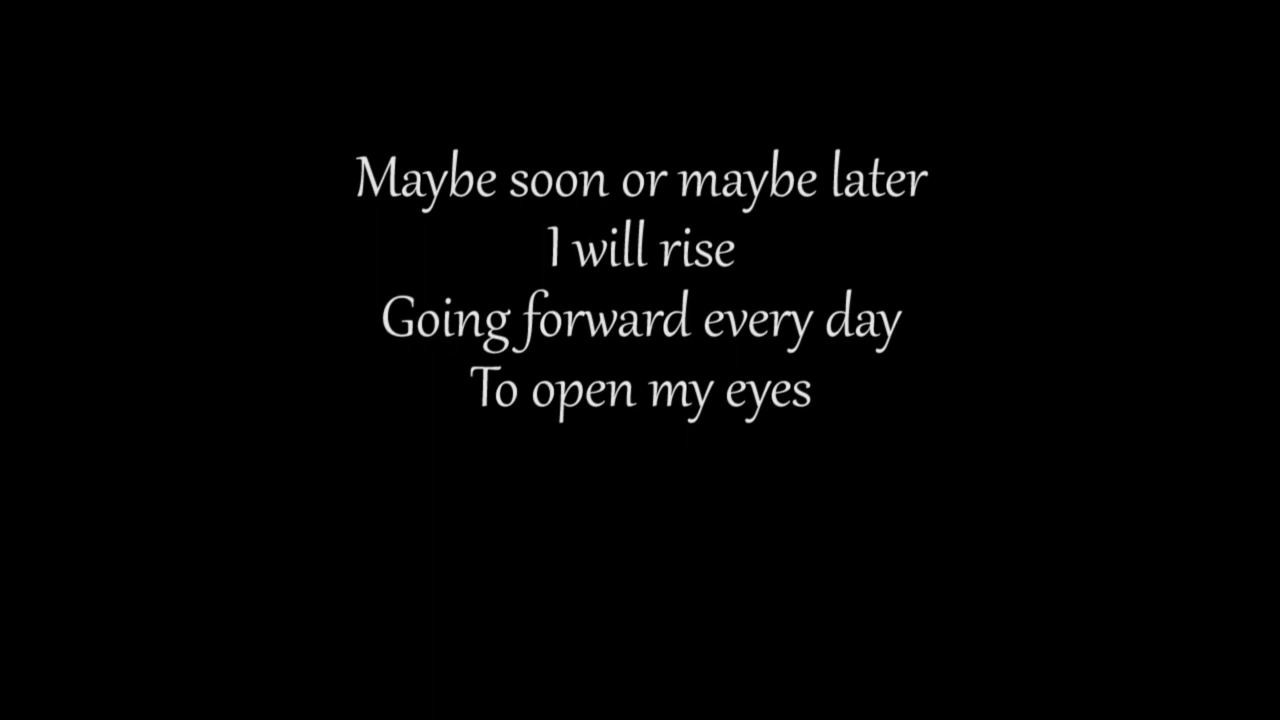 Maybe soon or maybe later
I will rise
Going forward every day
To open my eyes